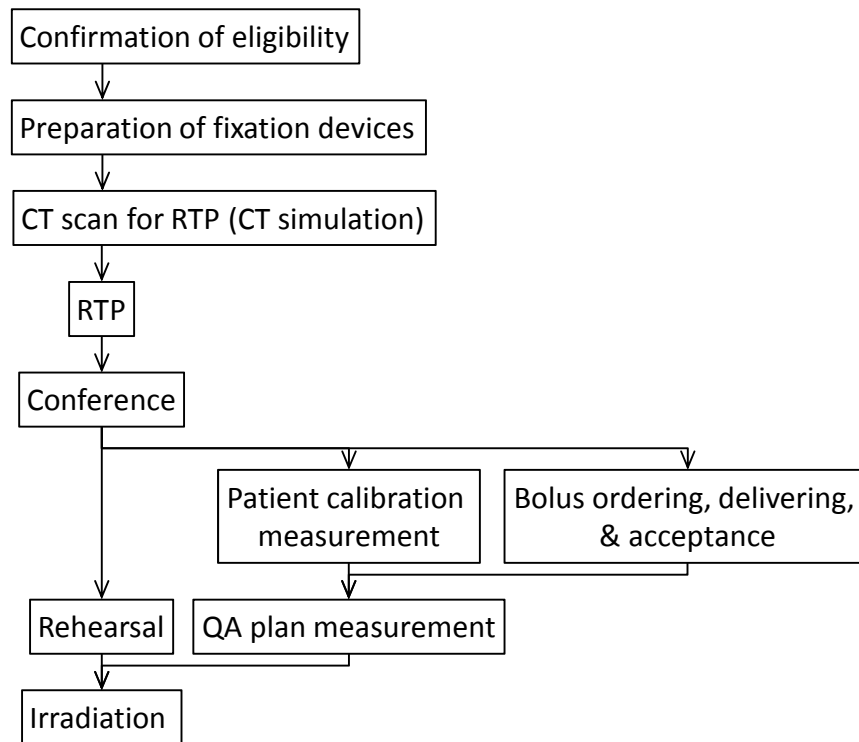 Confirmation of eligibility
Preparation of fixation devices
CT scan for RTP (CT simulation)
RTP
Conference
Patient calibration
measurement
Bolus ordering, delivering,
& acceptance
Rehearsal
QA plan measurement
Irradiation